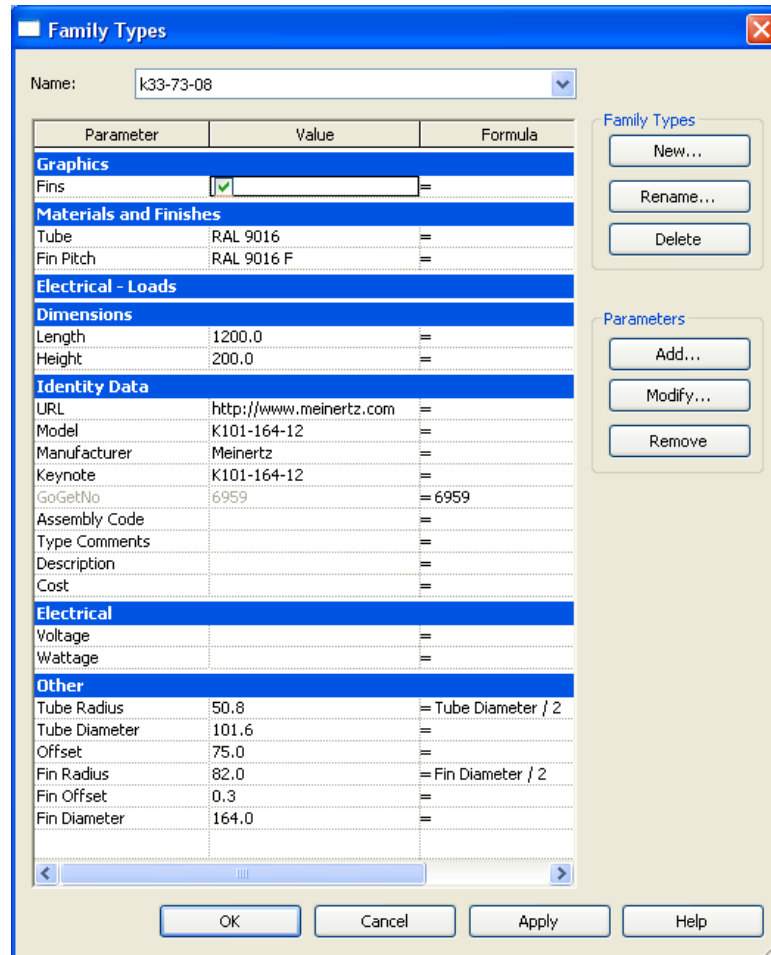 Family Types
Name: k33-73-08
Family Types
Parameter Value Formula
New...
Graphics
Fins =
Rename...
Materials and Finishes
Tube RAL 9016 =
Delete
Fin Pitch RAL 9016 F =
Electrical - Loads
Dimensions
Parameters
Length 1200.0 =
Height 200.0 =
Add...
Identity Data
Modify...
URL http://www.meinertz.com =
Model K101-164-12 =
Manufacturer Meinertz =
Remove
Keynote K101-164-12 =
GoGetNo 6959 = 6959
Assembly Code =
Type Comments =
Description =
Cost =
Electrical
Voltage =
Wattage =
Other
Tube Radius 50.8 = Tube Diameter / 2
Tube Diameter 101.6 =
Offset 75.0 =
Fin Radius 82.0 = Fin Diameter / 2
Fin Offset 0.3 =
Fin Diameter 164.0 =
OK Cancel Apply Help